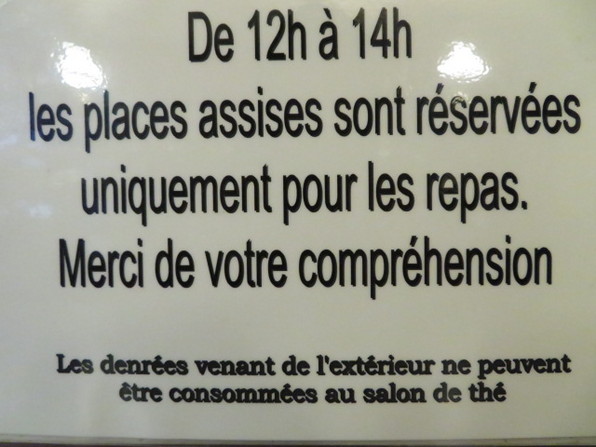 De 12h à 14h
les places assises sont réservées
uniquement pour les repas.
Merci de votre compréhension
Les denrées venant de l'extérieur ne peuvent
être consommées au salon de thé